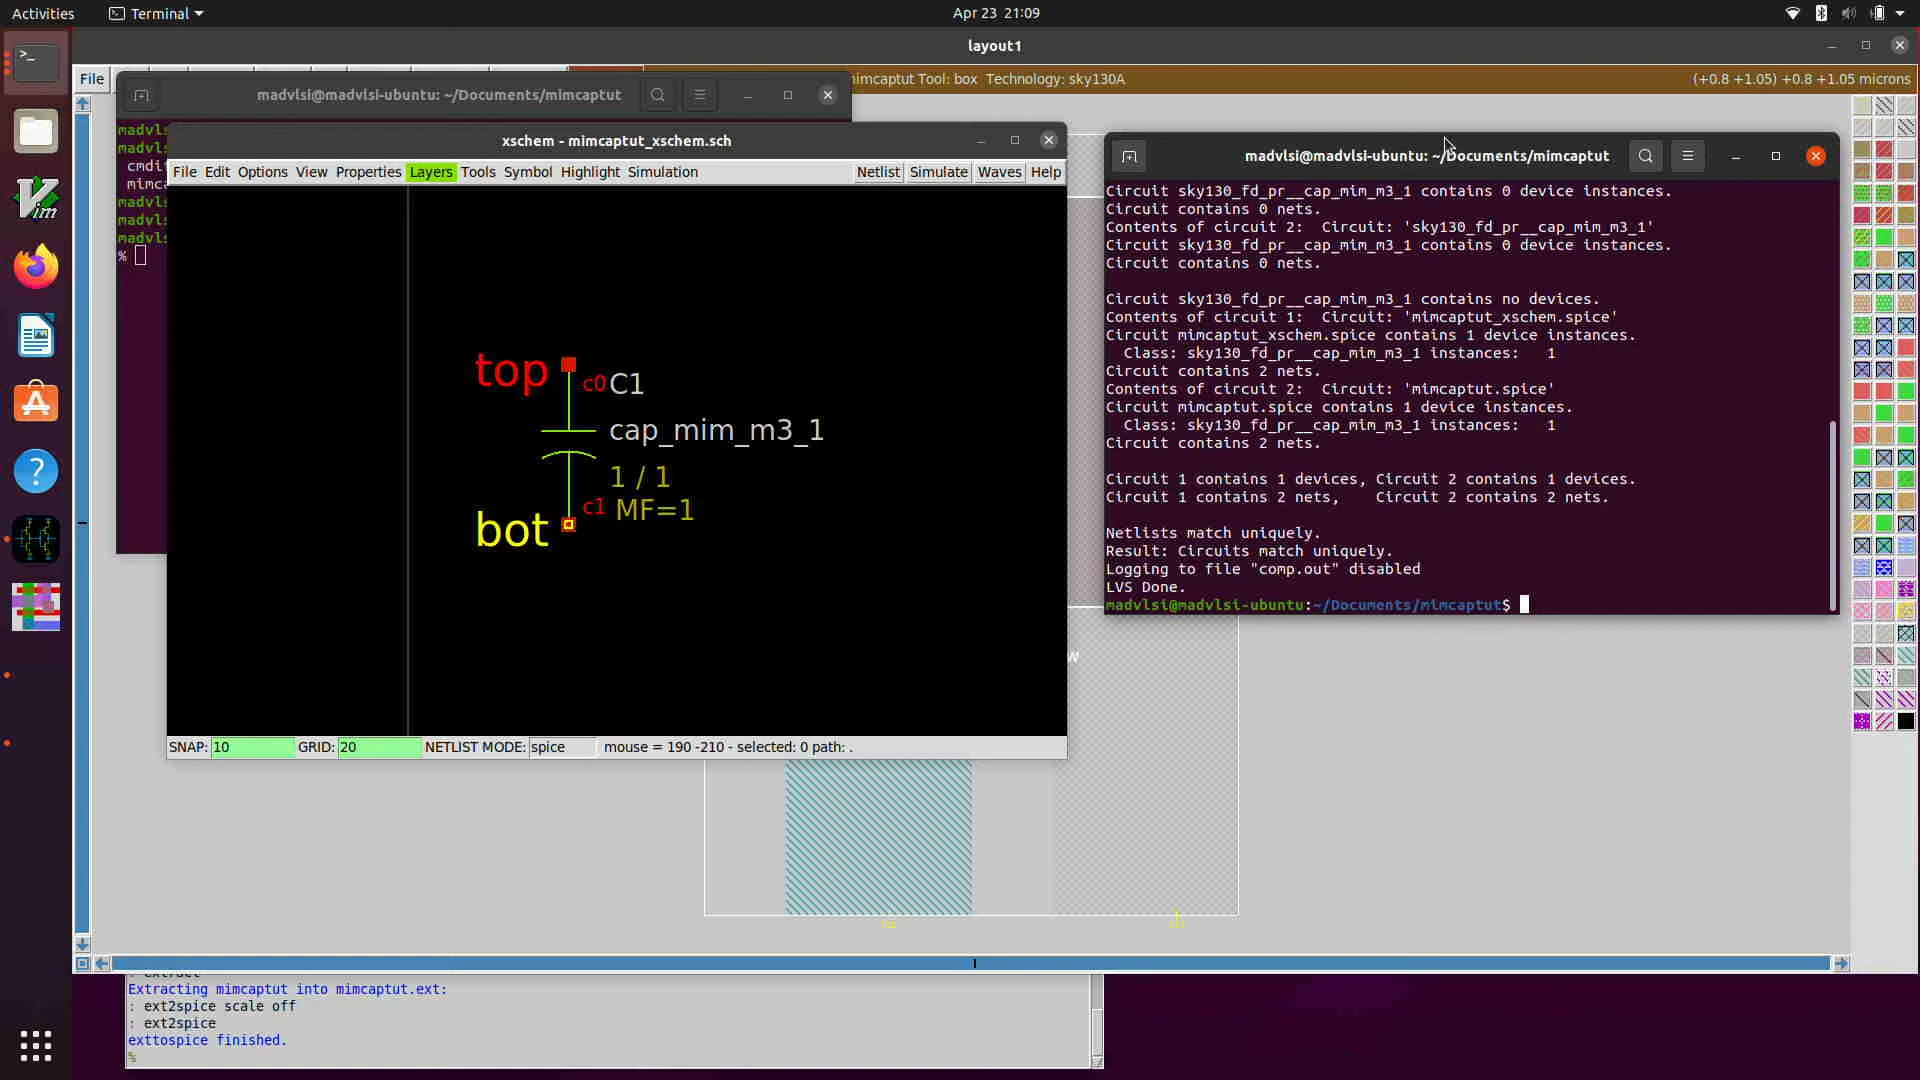 Activities
Terminal
Apr 23 21:09
layout1
File
mimcaptut Tool: box Technology: sky130A
(+0.8 +1.05) +0.8 +1.05 microns
madvlsi@madvlsi-ubuntu: ~/Documents/mimcaptut
%
xschem - mimcaptut_xschem.sch
File Edit Options View Properties Layers Tools Symbol Highlight Simulation
Netlist Simulate Waves Help
top
c0 C1
cap_mim_m3_1
1 / 1
c1 MF=1
bot
SNAP: 10 GRID: 20 NETLIST MODE: spice mouse = 190 -210 - selected: 0 path: .
madvlsi@madvlsi-ubuntu: ~/Documents/mimcaptut
Circuit sky130_fd_pr__cap_mim_m3_1 contains 0 device instances.
Circuit contains 0 nets.
Contents of circuit 2:  Circuit: 'sky130_fd_pr__cap_mim_m3_1'
Circuit sky130_fd_pr__cap_mim_m3_1 contains 0 device instances.
Circuit contains 0 nets.
Circuit sky130_fd_pr__cap_mim_m3_1 contains no devices.
Contents of circuit 1:  Circuit: 'mimcaptut_xschem.spice'
Circuit mimcaptut_xschem.spice contains 1 device instances.
Class: sky130_fd_pr__cap_mim_m3_1 instances:   1
Circuit contains 2 nets.
Contents of circuit 2:  Circuit: 'mimcaptut.spice'
Circuit mimcaptut.spice contains 1 device instances.
Class: sky130_fd_pr__cap_mim_m3_1 instances:   1
Circuit contains 2 nets.
Circuit 1 contains 1 devices, Circuit 2 contains 1 devices.
Circuit 1 contains 2 nets,    Circuit 2 contains 2 nets.
Netlists match uniquely.
Result: Circuits match uniquely.
Logging to file "comp.out" disabled
LVS Done.
madvlsi@madvlsi-ubuntu:~/Documents/mimcaptut$
Extracting mimcaptut into mimcaptut.ext:
: ext2spice scale off
: ext2spice
exttospice finished.
%